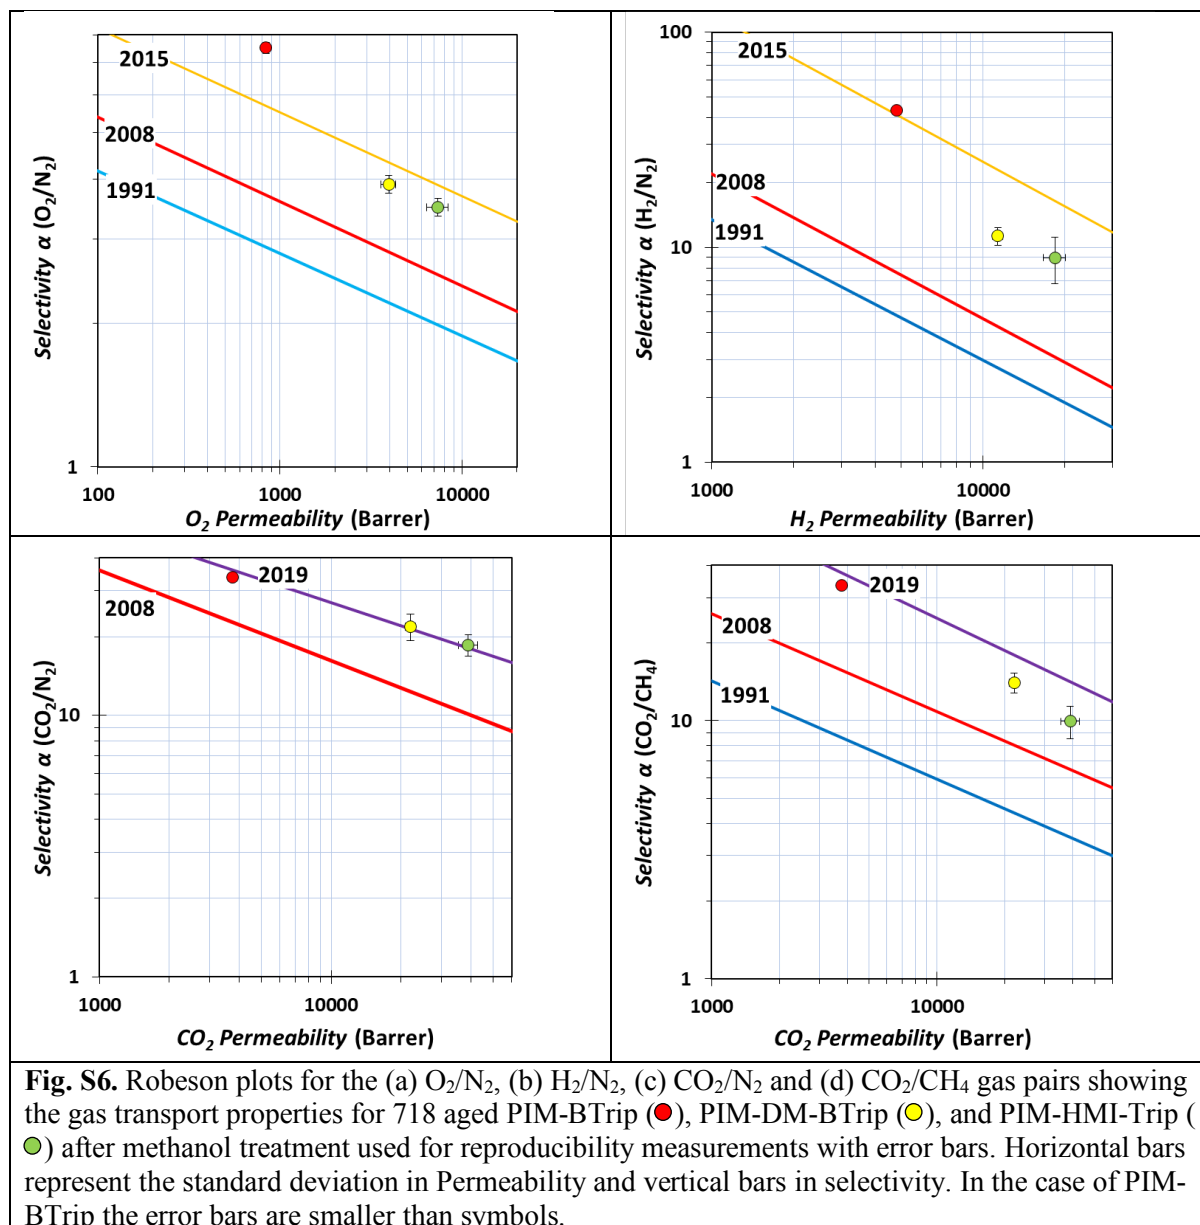 2015
2008
1991
Selectivity α (O₂/N₂)
1
100 1000 10000
O₂ Permeability (Barrer)
100
2015
2008
1991
10
Selectivity α (H₂/N₂)
1
1000 10000
H₂ Permeability (Barrer)
2019
2008
10
Selectivity α (CO₂/N₂)
1
1000 10000
CO₂ Permeability (Barrer)
2019
2008
1991
10
Selectivity α (CO₂/CH₄)
1
1000 10000
CO₂ Permeability (Barrer)
Fig. S6. Robeson plots for the (a) O₂/N₂, (b) H₂/N₂, (c) CO₂/N₂ and (d) CO₂/CH₄ gas pairs showing
the gas transport properties for 718 aged PIM-BTrip (●), PIM-DM-BTrip (●), and PIM-HMI-Trip (
●) after methanol treatment used for reproducibility measurements with error bars. Horizontal bars
represent the standard deviation in Permeability and vertical bars in selectivity. In the case of PIM-
BTrip the error bars are smaller than symbols.